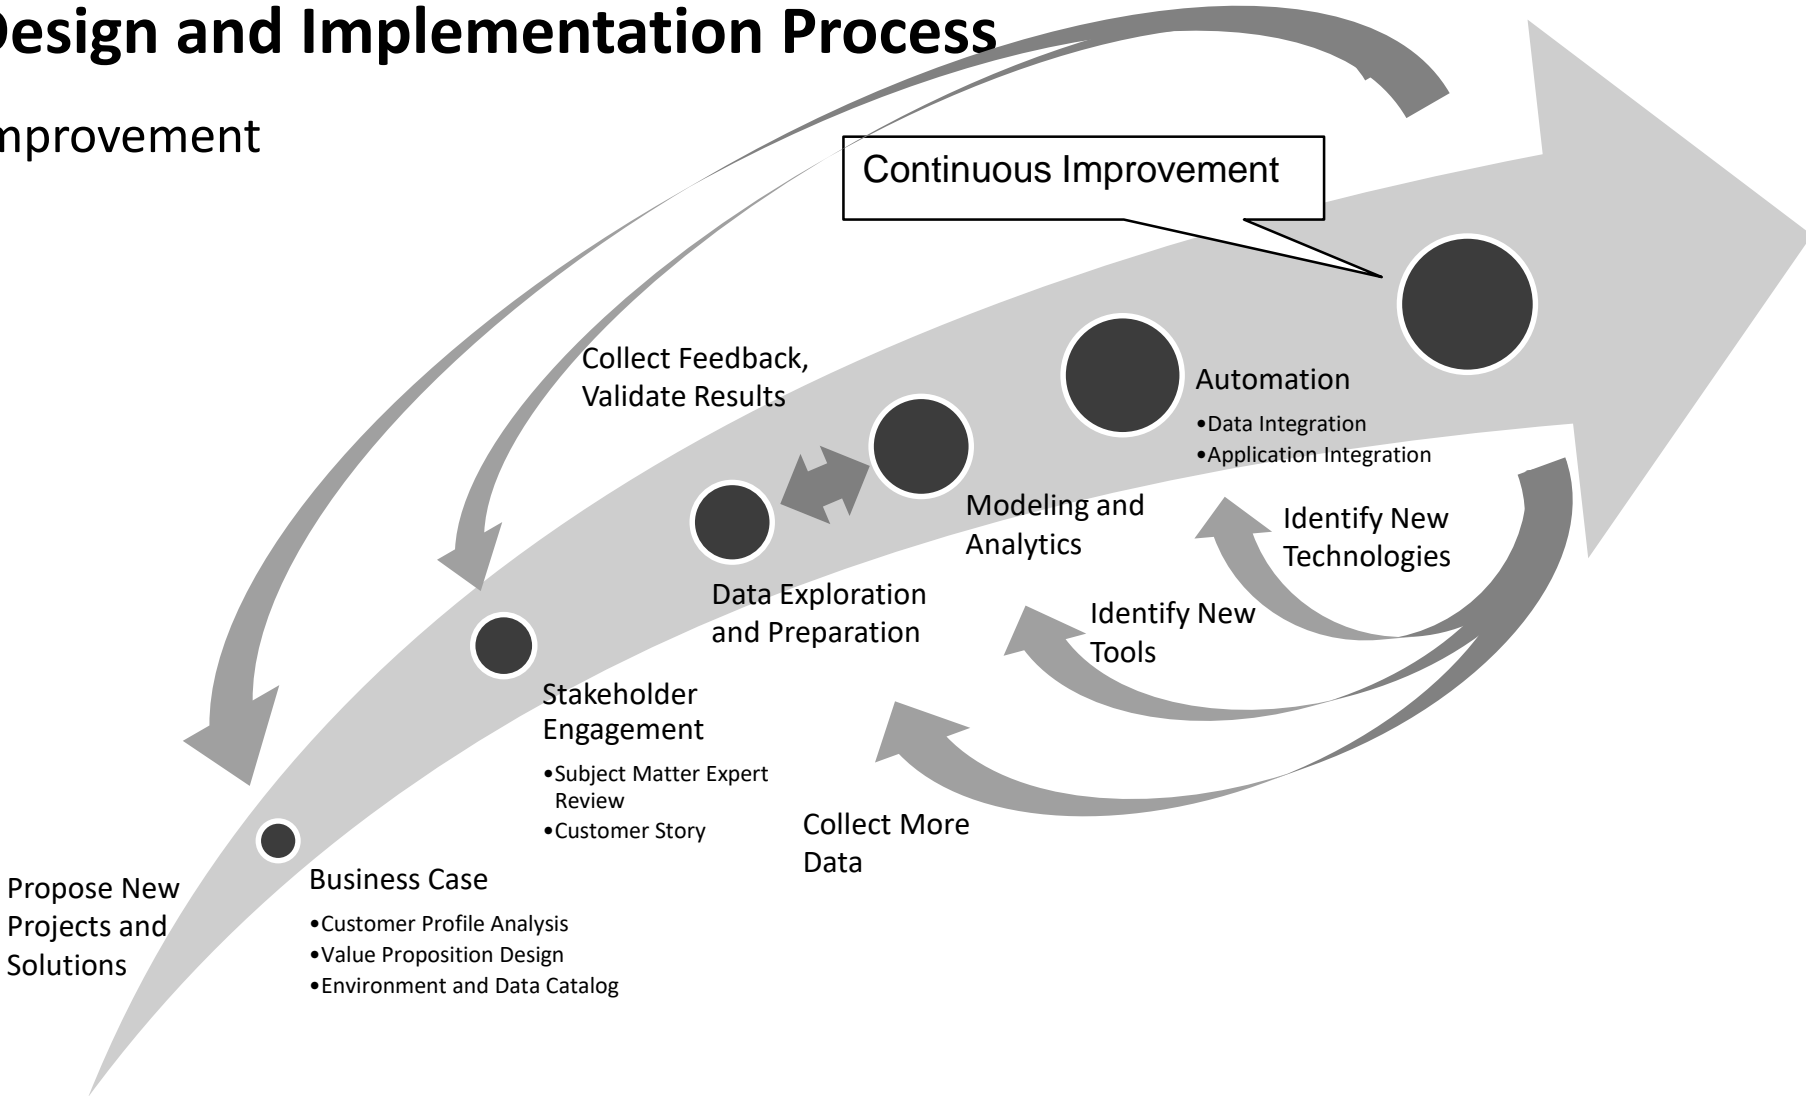 Design and Implementation Process
mprovement
Continuous Improvement
Collect Feedback,
Validate Results
Automation
•Data Integration
•Application Integration
Modeling and
Analytics
Identify New
Technologies
Data Exploration
and Preparation
Identify New
Tools
Stakeholder
Engagement
•Subject Matter Expert
Review
•Customer Story
Collect More
Data
Business Case
•Customer Profile Analysis
•Value Proposition Design
•Environment and Data Catalog
Propose New
Projects and
Solutions